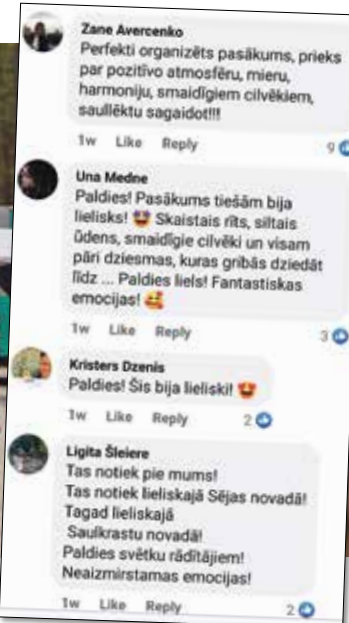 Zane Avercenko
Perfekti organizēts pasākums, prieks
par pozitīvo atmosfēru, mieru,
harmoniju, smaidīgiem cilvēkiem,
saullēktu sagaidot!!!
1w Like Reply 9
Una Medne
Paldies! Pasākums tiešām bija
lielisks! 🤩 Skaistais rīts, siltais
ūdens, smaidīgie cilvēki un visam
pāri dziesmas, kuras gribās dziedāt
līdz ... Paldies liels! Fantastiskas
emocijas! 🥰
1w Like Reply 3
Kristers Dzenis
Paldies! Šis bija lieliski! 🤩
1w Like Reply 2
Ligita Šleiere
Tas notiek pie mums!
Tas notiek lieliskajā Sējas novadā!
Tagad lieliskajā
Saulkrastu novadā!
Paldies svētku rādītājiem!
Neaizmirstamas emocijas!
1w Like Reply 2